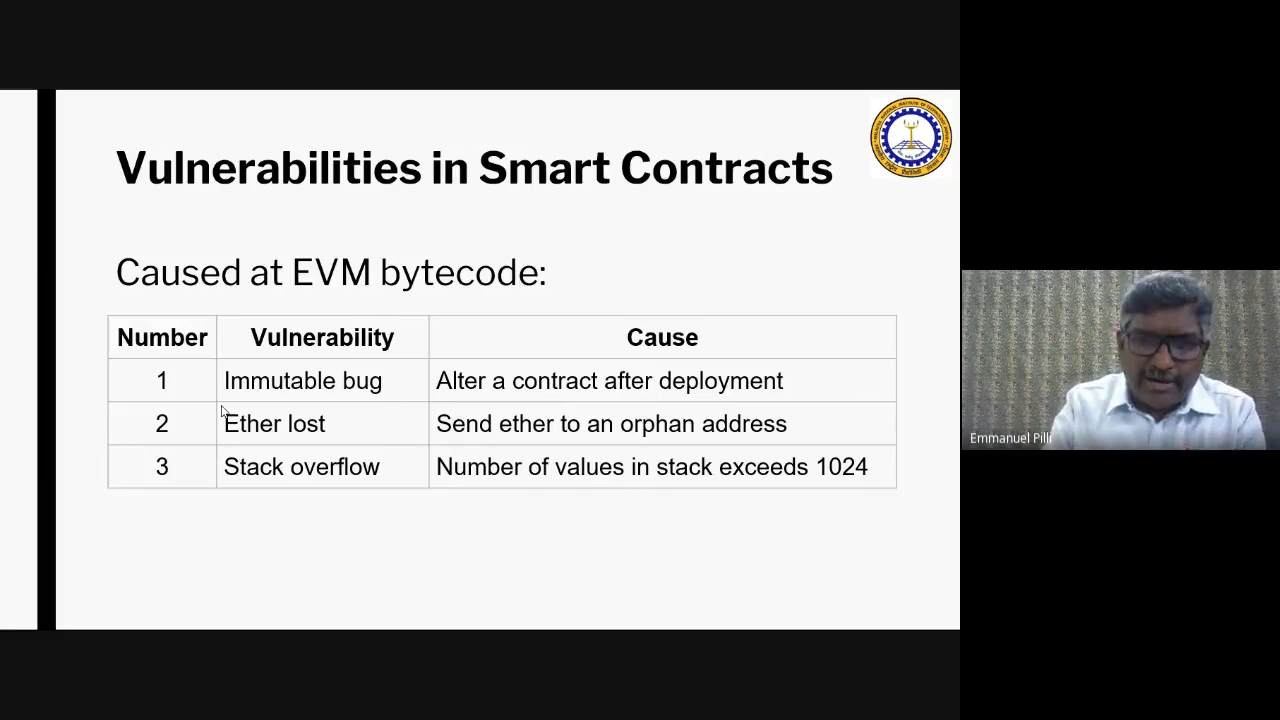 Vulnerabilities in Smart Contracts
Caused at EVM bytecode:
Number Vulnerability Cause
1 Immutable bug Alter a contract after deployment
2 Ether lost Send ether to an orphan address
3 Stack overflow Number of values in stack exceeds 1024
Emmanuel Pilli